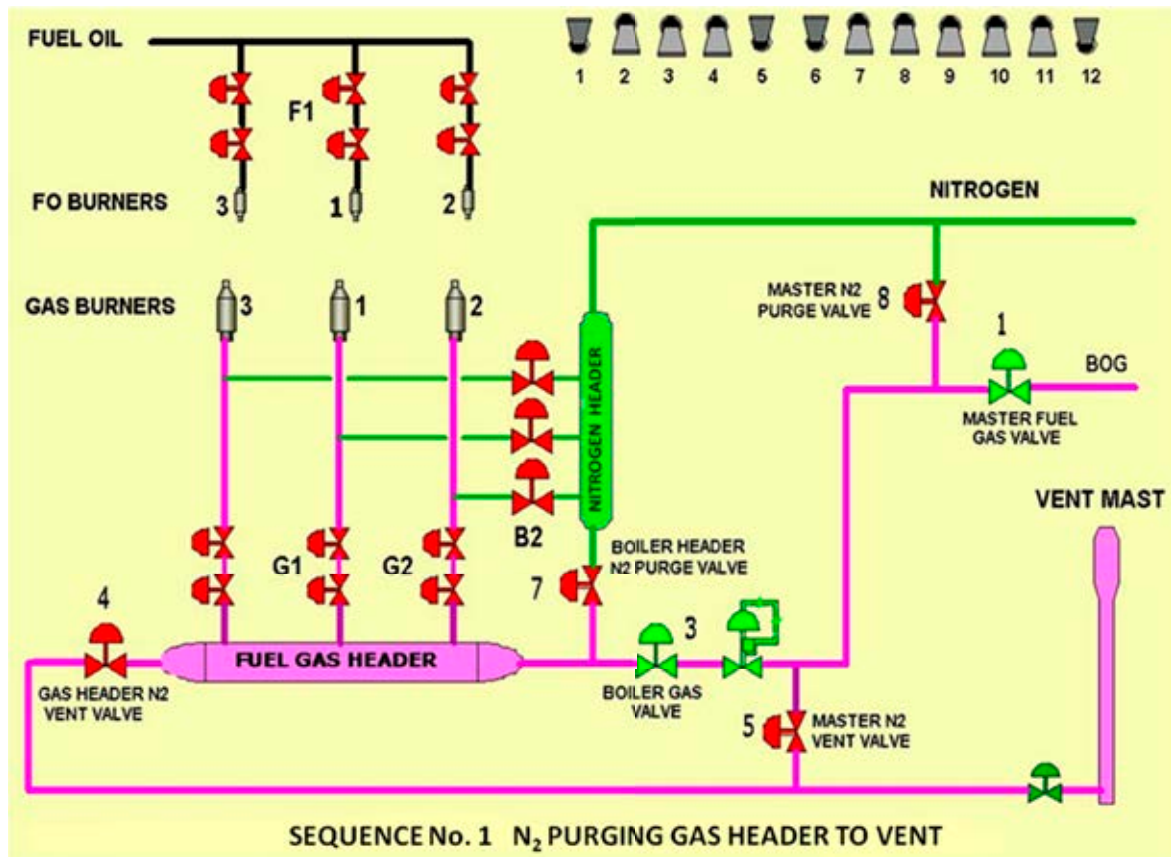 FUEL OIL
1 2 3 4 5 6 7 8 9 10 11 12
F1
FO BURNERS
3 1 2
NITROGEN
GAS BURNERS
3 1 2
MASTER N2
PURGE VALVE
8
1
BOG
MASTER FUEL
GAS VALVE
NITROGEN HEADER
VENT MAST
B2
BOILER HEADER
N2 PURGE VALVE
G1 G2
7
4
3
FUEL GAS HEADER
GAS HEADER N2
VENT VALVE
BOILER GAS
VALVE
5
MASTER N2
VENT VALVE
SEQUENCE No. 1 N₂ PURGING GAS HEADER TO VENT